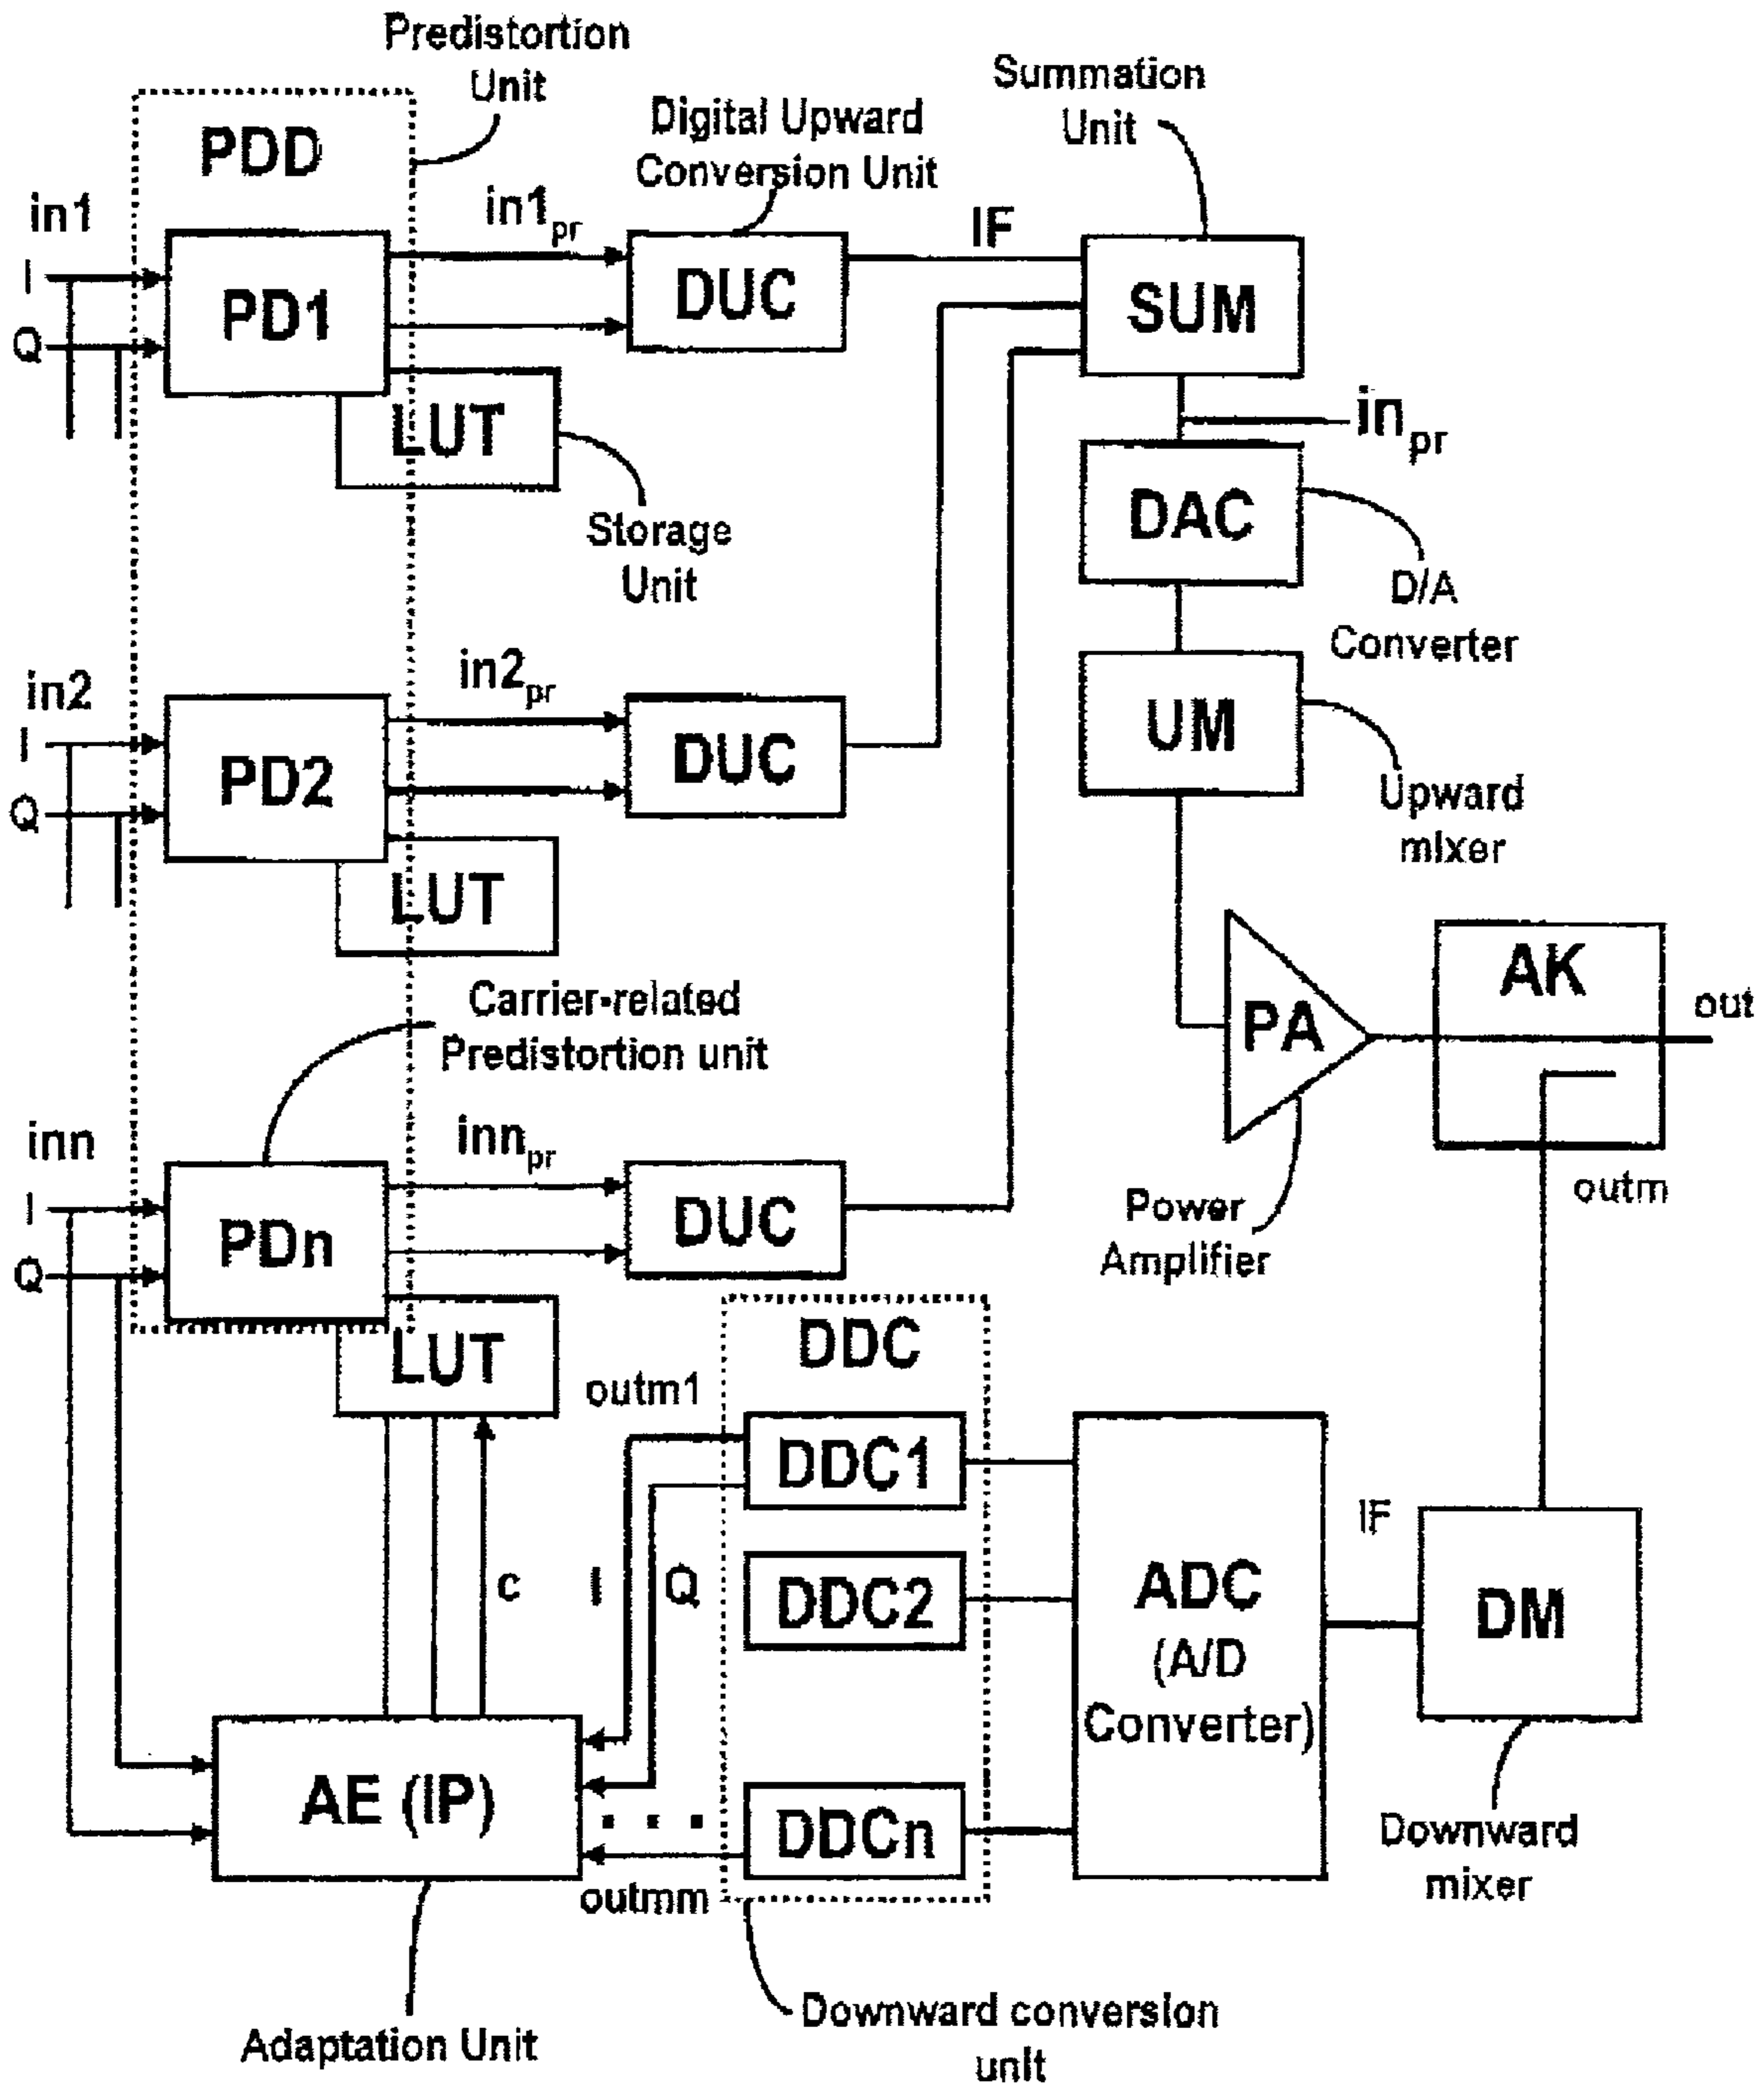 Predistortion
Unit
Summation
Unit
Digital Upward
Conversion Unit
PDD
in1
in1pr
IF
I
Q
PD1
DUC
SUM
LUT
inpr
Storage
Unit
DAC
D/A
Converter
in2
in2pr
I
Q
PD2
DUC
UM
Upward
mixer
LUT
Carrier-related
Predistortion unit
PA
AK
out
inn
innpr
I
Q
PDn
DUC
outm
Power
Amplifier
LUT
DDC
outm1
DDC1
IF
c
I
Q
DDC2
ADC
(A/D
Converter)
DM
AE (IP)
. . .
DDCn
outmm
Downward
mixer
Adaptation Unit
Downward conversion
unit